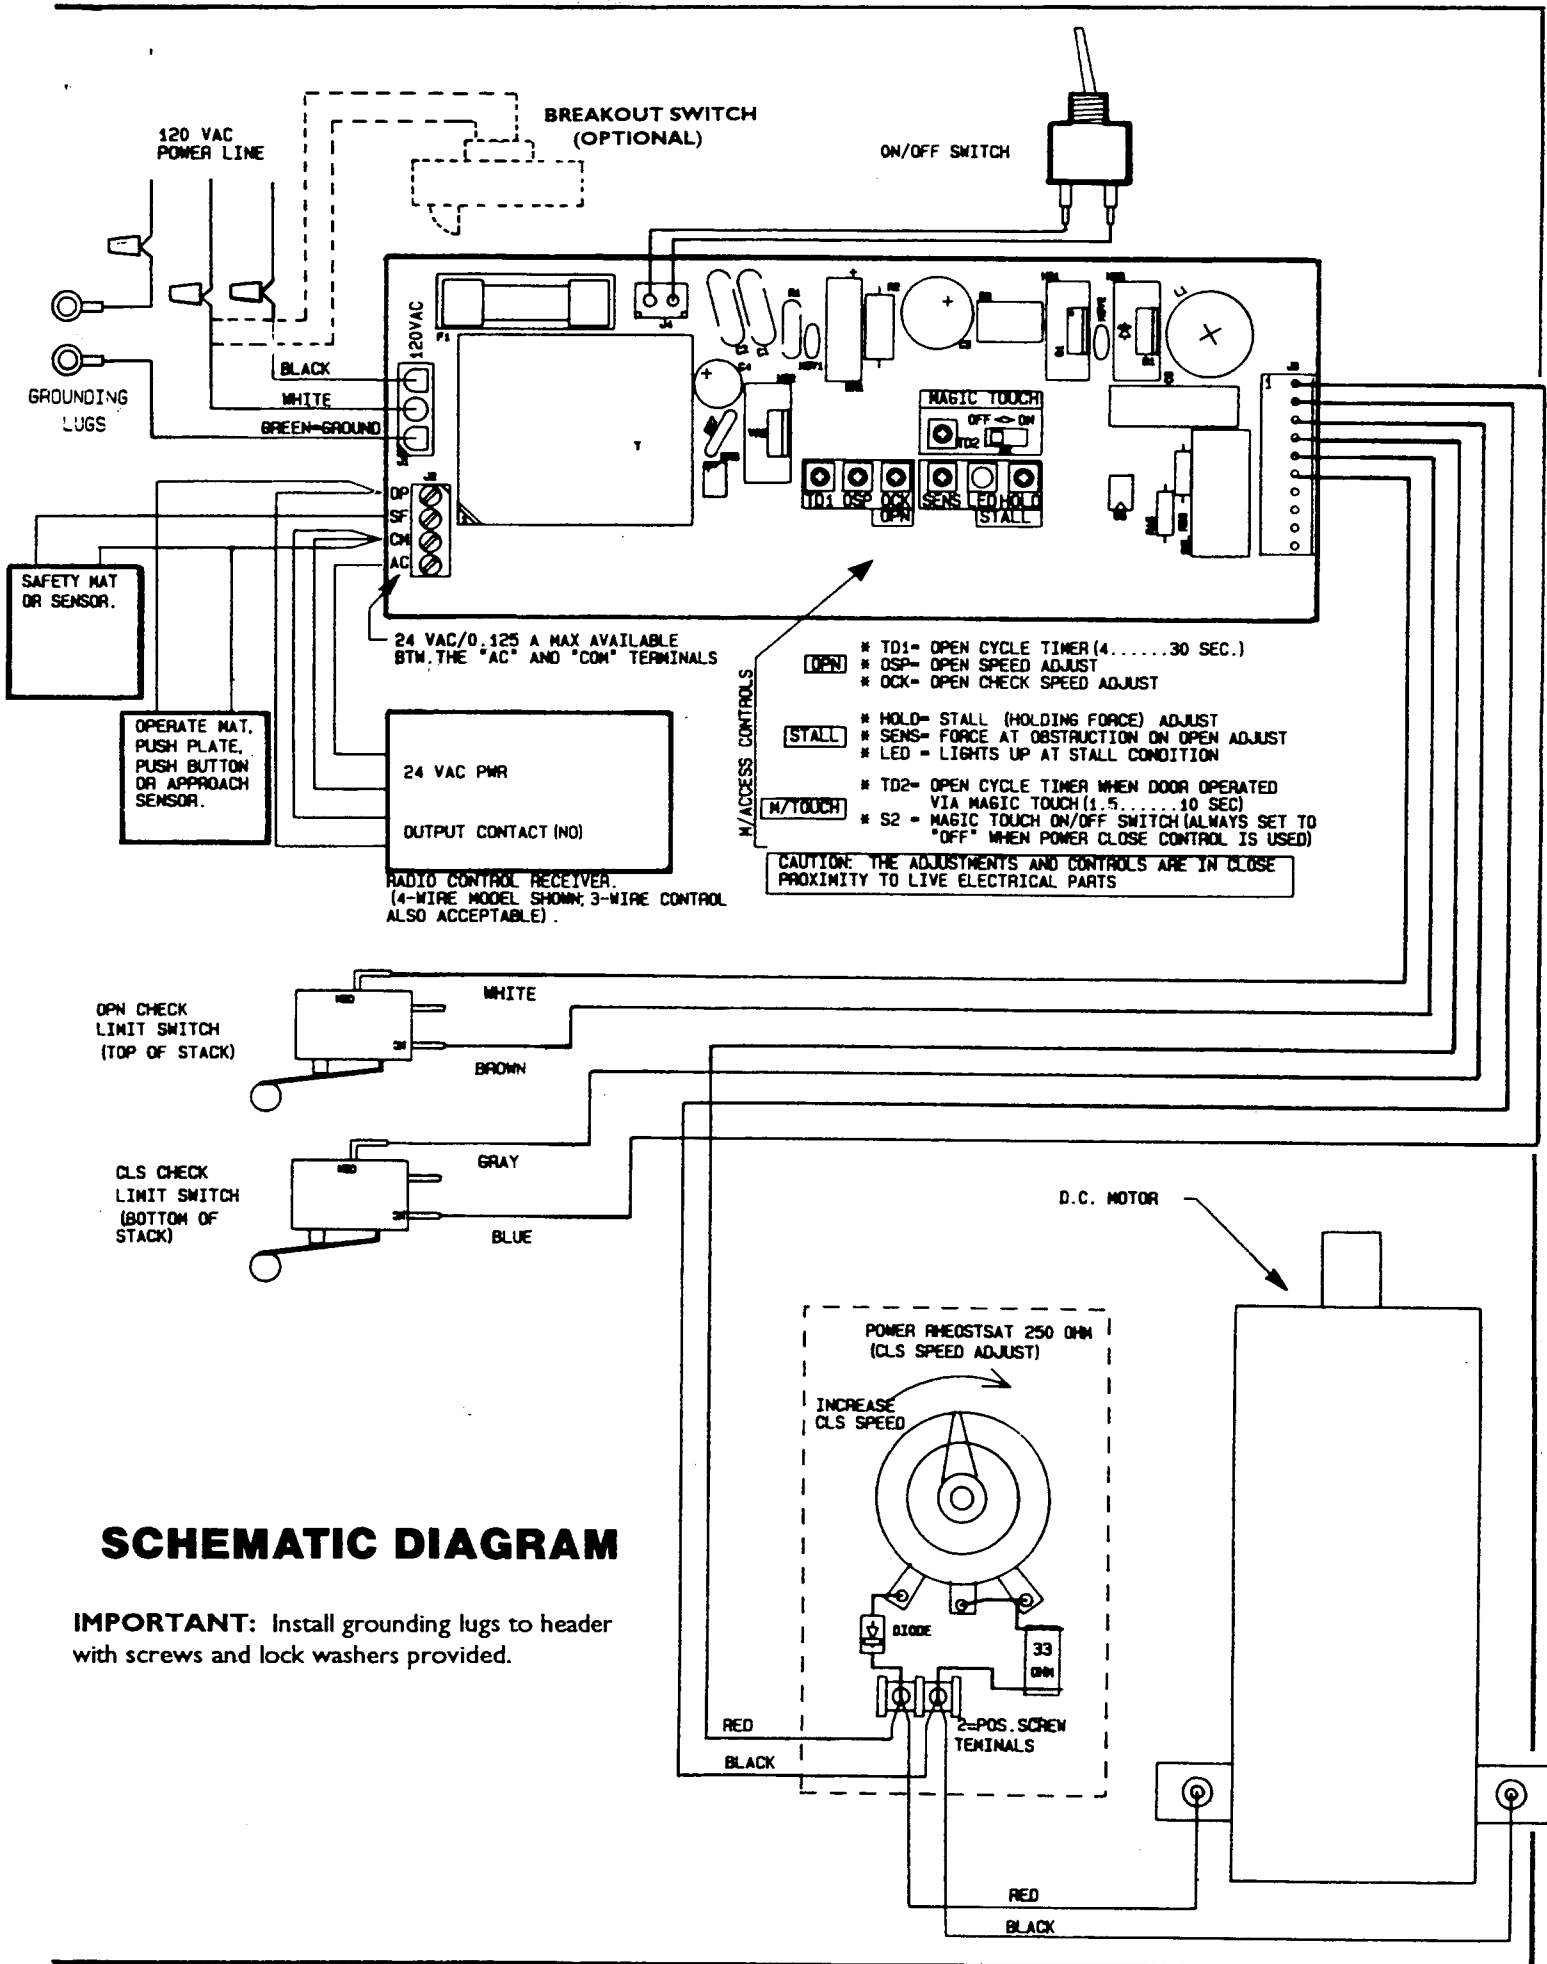 120 VAC
POWER LINE
BREAKOUT SWITCH
(OPTIONAL)
ON/OFF SWITCH
120VAC
F1
J4
BLACK
WHITE
GREEN=GROUND
GROUNDING
LUGS
T
MAGIC TOUCH
OFF ON
TD2
TD1 OSP OCK
OPN
SENS HOLD
STALL
L1
1
OP
SF
CM
AC
SAFETY MAT
OR SENSOR.
24 VAC/0.125 A MAX AVAILABLE
BTW.THE "AC" AND "COM" TERMINALS
OPERATE MAT,
PUSH PLATE,
PUSH BUTTON
OR APPROACH
SENSOR.
24 VAC PWR
OUTPUT CONTACT(NO)
RADIO CONTROL RECEIVER.
(4-WIRE MODEL SHOWN; 3-WIRE CONTROL
ALSO ACCEPTABLE).
M/ACCESS CONTROLS
OPN
* TD1= OPEN CYCLE TIMER(4......30 SEC.)
* OSP= OPEN SPEED ADJUST
* OCK= OPEN CHECK SPEED ADJUST
STALL
* HOLD= STALL (HOLDING FORCE) ADJUST
* SENS= FORCE AT OBSTRUCTION ON OPEN ADJUST
* LED = LIGHTS UP AT STALL CONDITION
M/TOUCH
* TD2= OPEN CYCLE TIMER WHEN DOOR OPERATED
VIA MAGIC TOUCH(1.5......10 SEC)
* S2 = MAGIC TOUCH ON/OFF SWITCH(ALWAYS SET TO
"OFF" WHEN POWER CLOSE CONTROL IS USED)
CAUTION: THE ADJUSTMENTS AND CONTROLS ARE IN CLOSE
PROXIMITY TO LIVE ELECTRICAL PARTS
OPN CHECK
LIMIT SWITCH
(TOP OF STACK)
WHITE
BROWN
CLS CHECK
LIMIT SWITCH
(BOTTOM OF
STACK)
GRAY
BLUE
D.C. MOTOR
POWER RHEOSTSAT 250 OHM
(CLS SPEED ADJUST)
INCREASE
CLS SPEED
DIODE
33
OHM
2=POS.SCREW
TEMINALS
RED
BLACK
RED
BLACK
SCHEMATIC DIAGRAM
IMPORTANT: Install grounding lugs to header
with screws and lock washers provided.